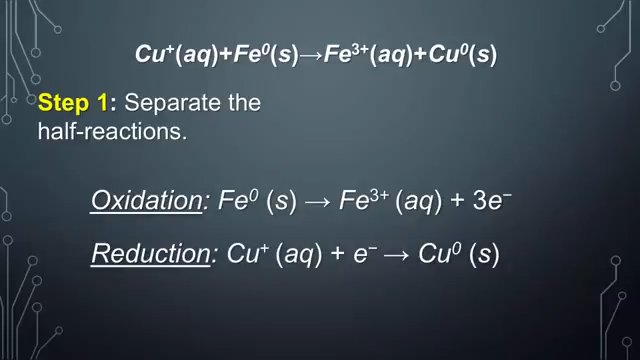 Cu⁺(aq)+Fe⁰(s)→Fe³⁺(aq)+Cu⁰(s)
Step 1: Separate the
half-reactions.
Oxidation: Fe⁰ (s) → Fe³⁺ (aq) + 3e⁻
Reduction: Cu⁺ (aq) + e⁻ → Cu⁰ (s)